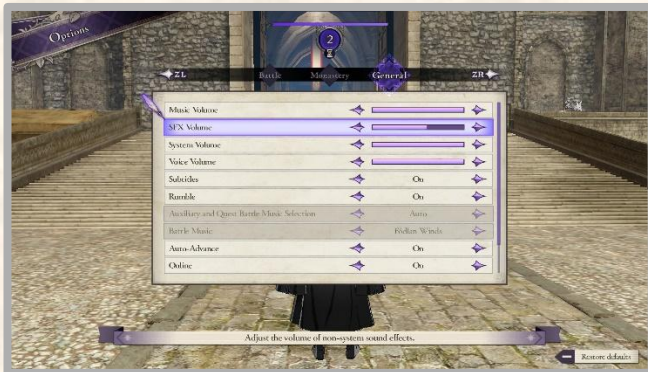 Options
2
ZL Battle Monastery General ZR
Music Volume
SFX Volume
System Volume
Voice Volume
Subtitles On
Rumble On
Auxiliary and Quest Battle Music Selection Auto
Battle Music Fódlan Winds
Auto-Advance On
Online On
Adjust the volume of non-system sound effects.
Restore defaults